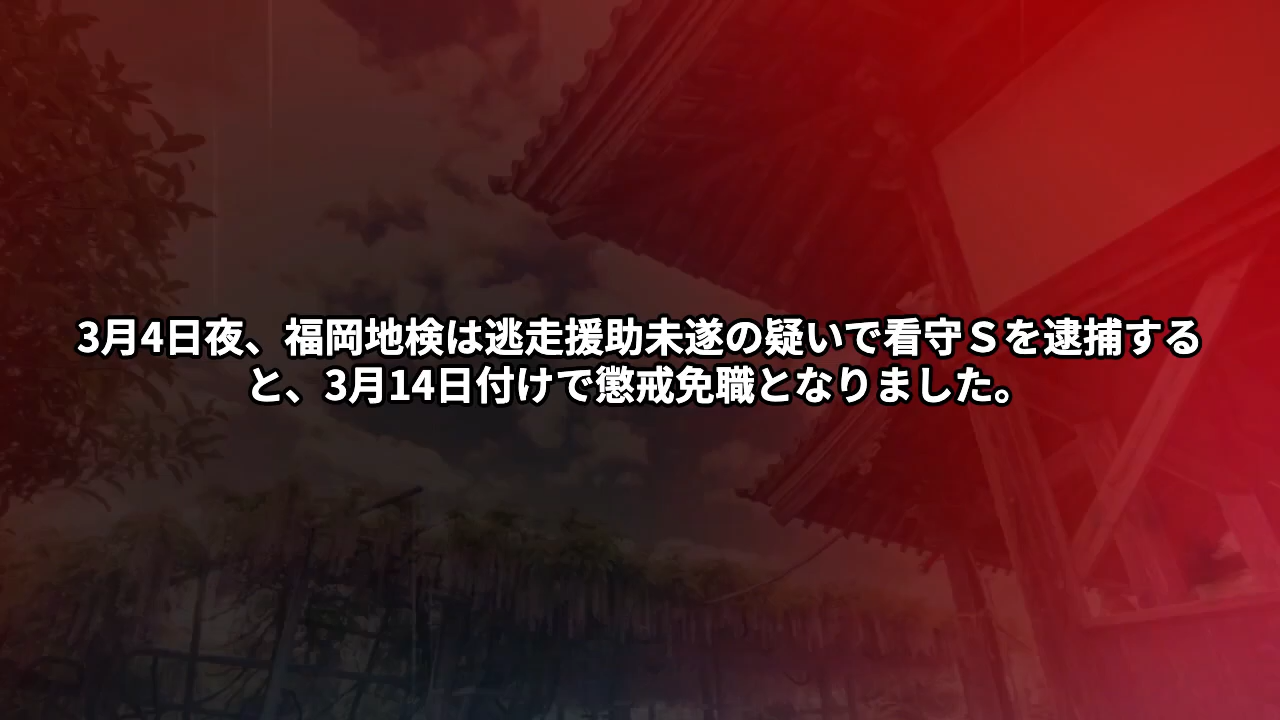 3月4日夜、福岡地検は逃走援助未遂の疑いで看守Ｓを逮捕する
と、3月14日付けで懲戒免職となりました。